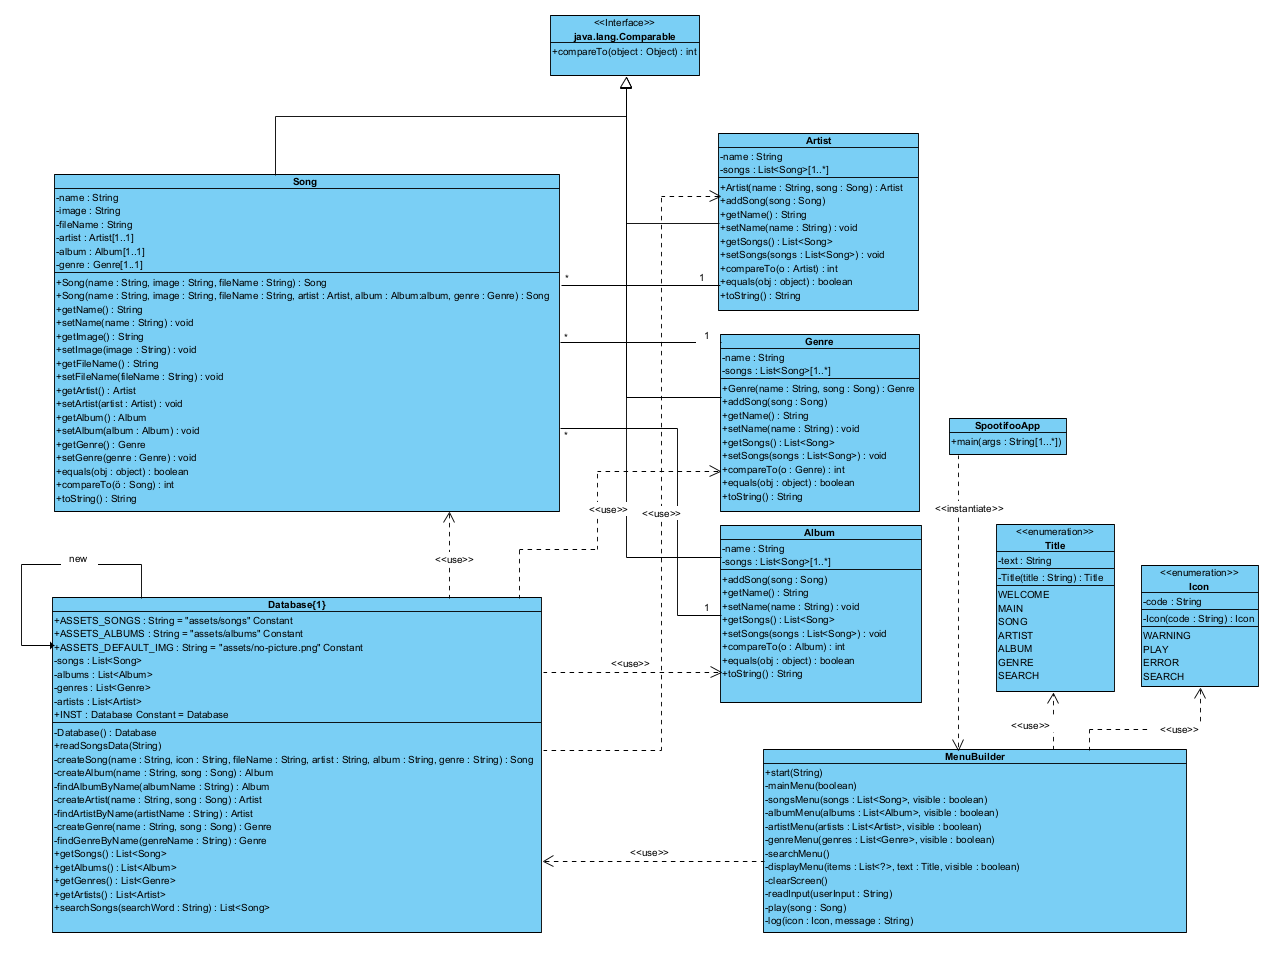 <<Interface>>
java.lang.Comparable
+compareTo(object : Object) : int
Song
-name : String
-image : String
-fileName : String
-artist : Artist[1..1]
-album : Album[1..1]
-genre : Genre[1..1]
+Song(name : String, image : String, fileName : String) : Song
+Song(name : String, image : String, fileName : String, artist : Artist, album : Album:album, genre : Genre) : Song
+getName() : String
+setName(name : String) : void
+getImage() : String
+setImage(image : String) : void
+getFileName() : String
+setFileName(fileName : String) : void
+getArtist() : Artist
+setArtist(artist : Artist) : void
+getAlbum() : Album
+setAlbum(album : Album) : void
+getGenre() : Genre
+setGenre(genre : Genre) : void
+equals(obj : object) : boolean
+compareTo(ö : Song) : int
+toString() : String
Artist
-name : String
-songs : List<Song>[1..*]
+Artist(name : String, song : Song) : Artist
+addSong(song : Song)
+getName() : String
+setName(name : String) : void
+getSongs() : List<Song>
+setSongs(songs : List<Song>) : void
+compareTo(o : Artist) : int
+equals(obj : object) : boolean
+toString() : String
*
1
*
1
*
1
Genre
-name : String
-songs : List<Song>[1..*]
+Genre(name : String, song : Song) : Genre
+addSong(song : Song)
+getName() : String
+setName(name : String) : void
+getSongs() : List<Song>
+setSongs(songs : List<Song>) : void
+compareTo(o : Genre) : int
+equals(obj : object) : boolean
+toString() : String
SpootifooApp
+main(args : String[1...*])
<<instantiate>>
<<use>>
<<use>>
<<use>>
Album
-name : String
-songs : List<Song>[1..*]
+addSong(song : Song)
+getName() : String
+setName(name : String) : void
+getSongs() : List<Song>
+setSongs(songs : List<Song>) : void
+compareTo(o : Album) : int
+equals(obj : object) : boolean
+toString() : String
<<enumeration>>
Title
-text : String
-Title(title : String) : Title
WELCOME
MAIN
SONG
ARTIST
ALBUM
GENRE
SEARCH
<<enumeration>>
Icon
-code : String
-Icon(code : String) : Icon
WARNING
PLAY
ERROR
SEARCH
new
Database{1}
+ASSETS_SONGS : String = "assets/songs" Constant
+ASSETS_ALBUMS : String = "assets/albums" Constant
+ASSETS_DEFAULT_IMG : String = "assets/no-picture.png" Constant
-songs : List<Song>
-albums : List<Album>
-genres : List<Genre>
-artists : List<Artist>
+INST : Database Constant = Database
-Database() : Database
+readSongsData(String)
-createSong(name : String, icon : String, fileName : String, artist : String, album : String, genre : String) : Song
-createAlbum(name : String, song : Song) : Album
-findAlbumByName(albumName : String) : Album
-createArtist(name : String, song : Song) : Artist
-findArtistByName(artistName : String) : Artist
-createGenre(name : String, song : Song) : Genre
-findGenreByName(genreName : String) : Genre
+getSongs() : List<Song>
+getAlbums() : List<Album>
+getGenres() : List<Genre>
+getArtists() : List<Artist>
+searchSongs(searchWord : String) : List<Song>
<<use>>
<<use>>
<<use>>
<<use>>
MenuBuilder
+start(String)
-mainMenu(boolean)
-songsMenu(songs : List<Song>, visible : boolean)
-albumMenu(albums : List<Album>, visible : boolean)
-artistMenu(artists : List<Artist>, visible : boolean)
-genreMenu(genres : List<Genre>, visible : boolean)
-searchMenu()
-displayMenu(items : List<?>, text : Title, visible : boolean)
-clearScreen()
-readInput(userInput : String)
-play(song : Song)
-log(icon : Icon, message : String)